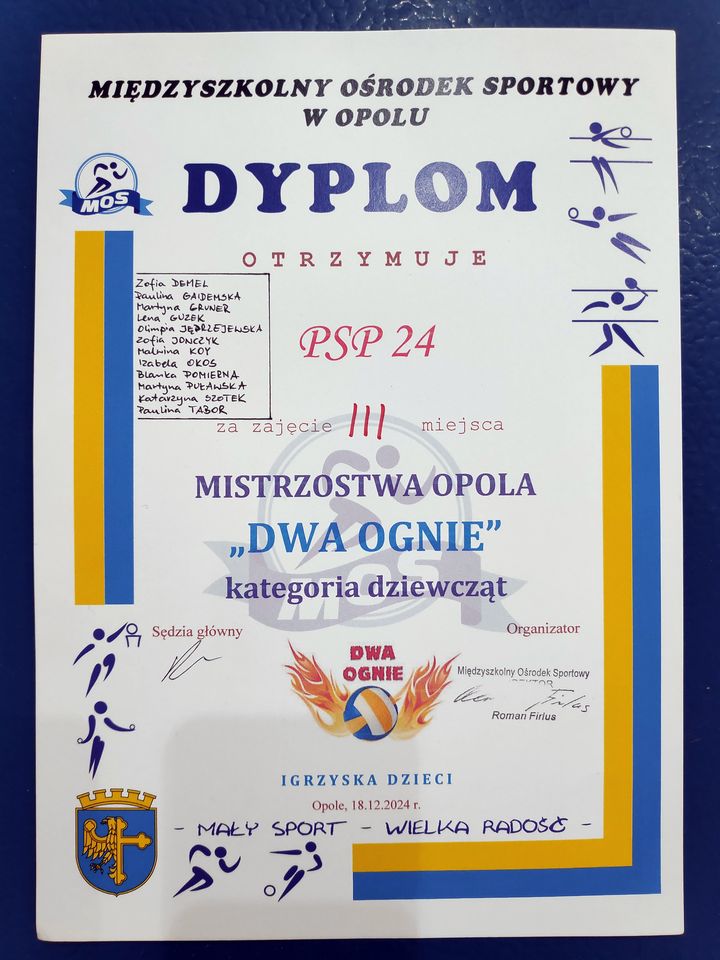 MIĘDZYSZKOLNY OŚRODEK SPORTOWY
W OPOLU
MOS
DYPLOM
OTRZYMUJE
Zofia DEMEL
Paulina GAIDEMSKA
Martyna GRUNER
Lena GUZEK
Olimpia JĘDRZEJEWSKA
Zofia JONCZYK
Malwina KOY
Izabela OKOS
Blanka POMIERNA
Martyna PUŁAWSKA
Katarzyna SZOTEK
Paulina TABOR
PSP 24
za zajęcie III miejsca
MISTRZOSTWA OPOLA
„DWA OGNIE”
kategoria dziewcząt
MOS
Sędzia główny
Organizator
DWA
OGNIE
Międzyszkolny Ośrodek Sportowy
Firlus
Roman Firlus
IGRZYSKA DZIECI
Opole, 18.12.2024 r.
- MAŁY SPORT - WIELKA RADOŚĆ -